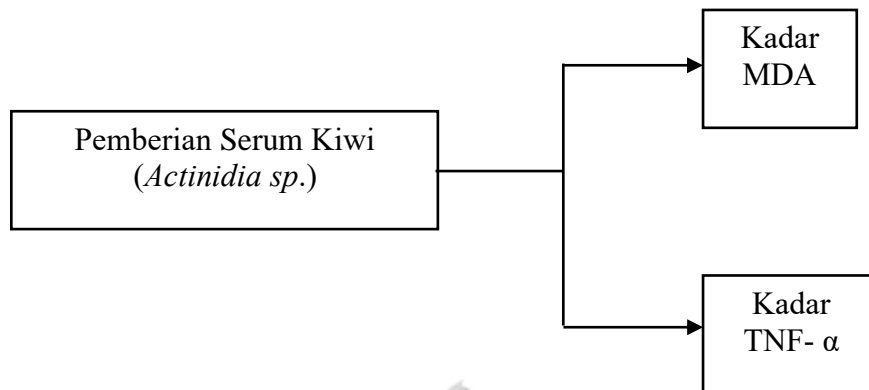 Kadar
MDA
Pemberian Serum Kiwi
(Actinidia sp.)
Kadar
TNF- α